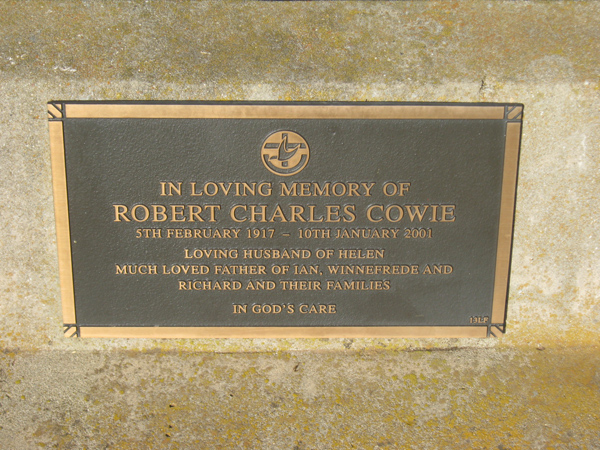 IN LOVING MEMORY OF
ROBERT CHARLES COWIE
5TH FEBRUARY 1917 – 10TH JANUARY 2001
LOVING HUSBAND OF HELEN
MUCH LOVED FATHER OF IAN, WINNEFREDE AND
RICHARD AND THEIR FAMILIES
IN GOD'S CARE